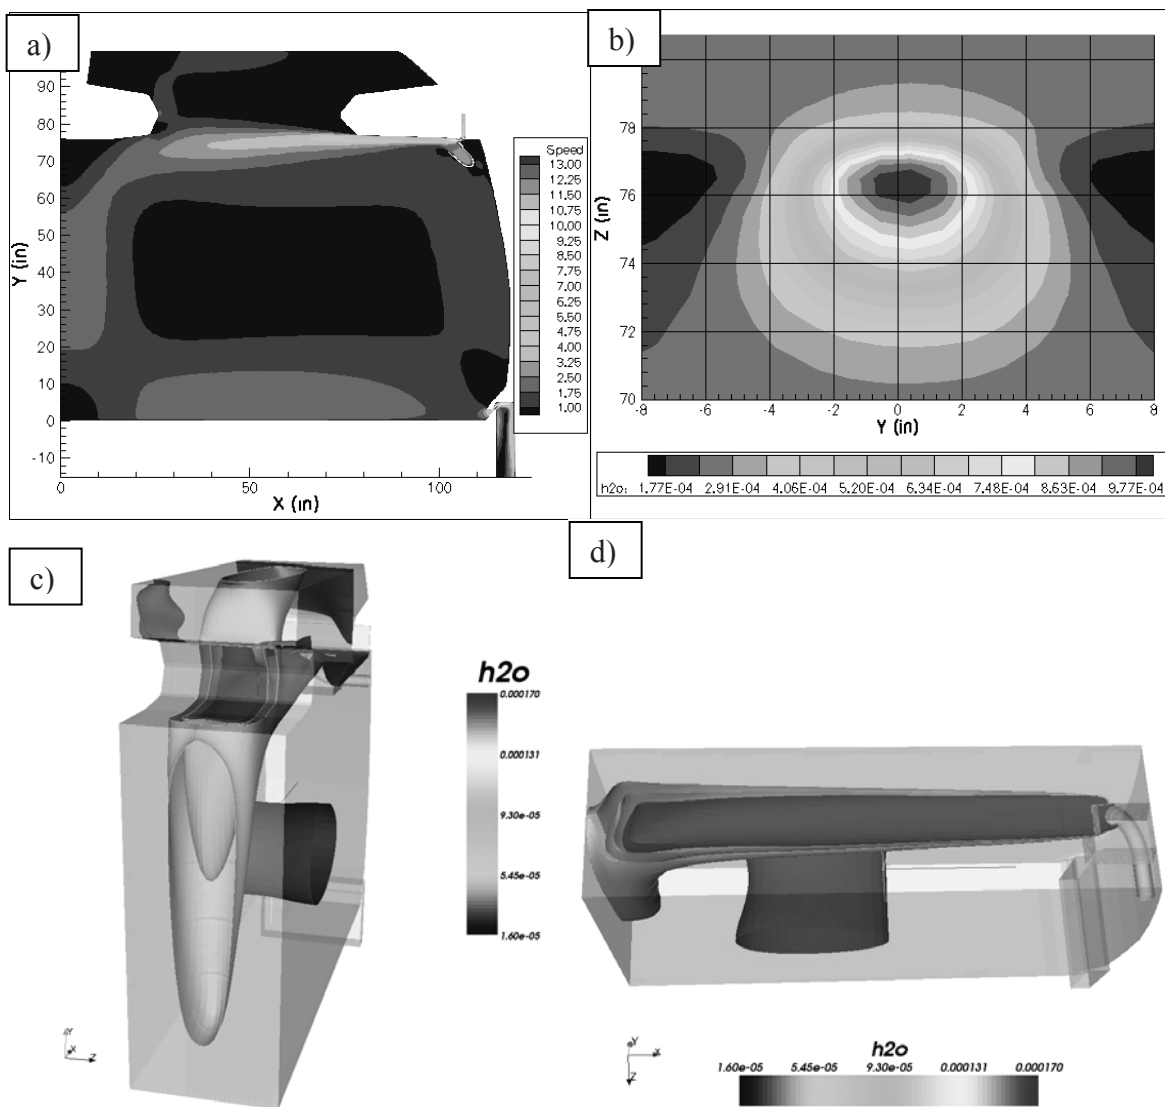 a)
90
80
70
60
50
40
30
20
10
0
-10
Y (in)
0
50
100
X (in)
Speed
13.00
12.25
11.50
10.75
10.00
9.25
8.50
7.75
7.00
6.25
5.50
4.75
4.00
3.25
2.50
1.75
1.00
b)
78
76
74
72
70
Z (in)
-8 -6 -4 -2 0 2 4 6 8
Y (in)
h2o: 1.77E-04 2.91E-04 4.06E-04 5.20E-04 6.34E-04 7.48E-04 8.63E-04 9.77E-04
c)
h2o
0.000170
0.000131
9.30e-05
5.45e-05
1.60e-05
Y
X
Z
d)
Y
X
Z
h2o
1.60e-05 5.45e-05 9.30e-05 0.000131 0.000170